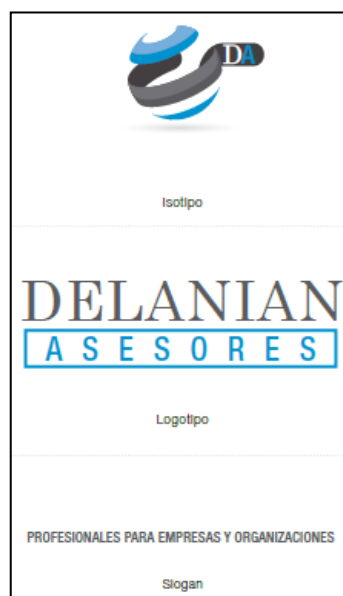 DA
Isotipo
DELANIAN
ASESORES
Logotipo
PROFESIONALES PARA EMPRESAS Y ORGANIZACIONES
Slogan